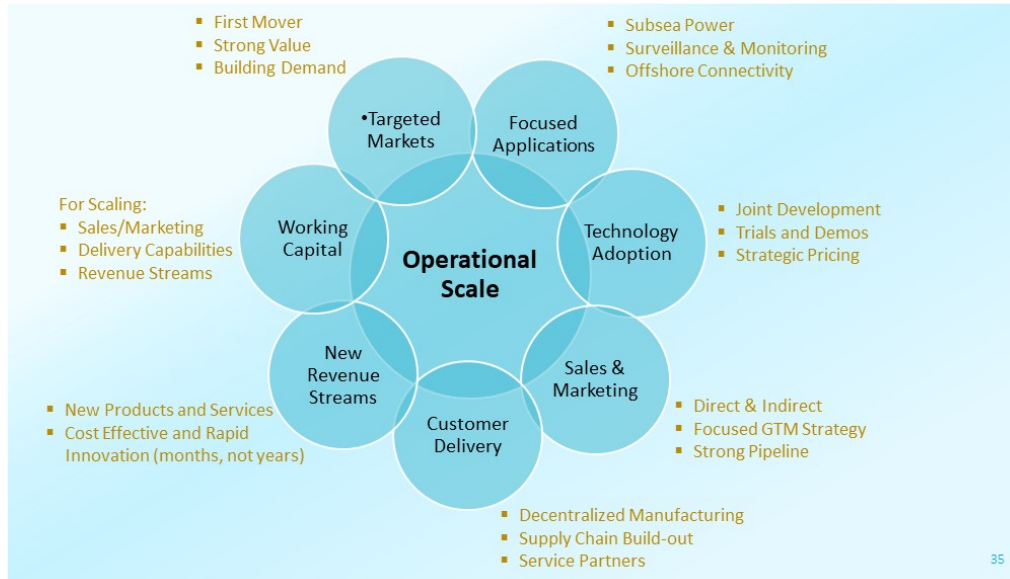 ▪ First Mover
▪ Strong Value
▪ Building Demand
▪ Subsea Power
▪ Surveillance & Monitoring
▪ Offshore Connectivity
•Targeted
Markets
Focused
Applications
For Scaling:
▪ Sales/Marketing
▪ Delivery Capabilities
▪ Revenue Streams
Working
Capital
Operational
Scale
Technology
Adoption
▪ Joint Development
▪ Trials and Demos
▪ Strategic Pricing
New
Revenue
Streams
Sales &
Marketing
Customer
Delivery
▪ New Products and Services
▪ Cost Effective and Rapid
Innovation (months, not years)
▪ Direct & Indirect
▪ Focused GTM Strategy
▪ Strong Pipeline
▪ Decentralized Manufacturing
▪ Supply Chain Build-out
▪ Service Partners
35